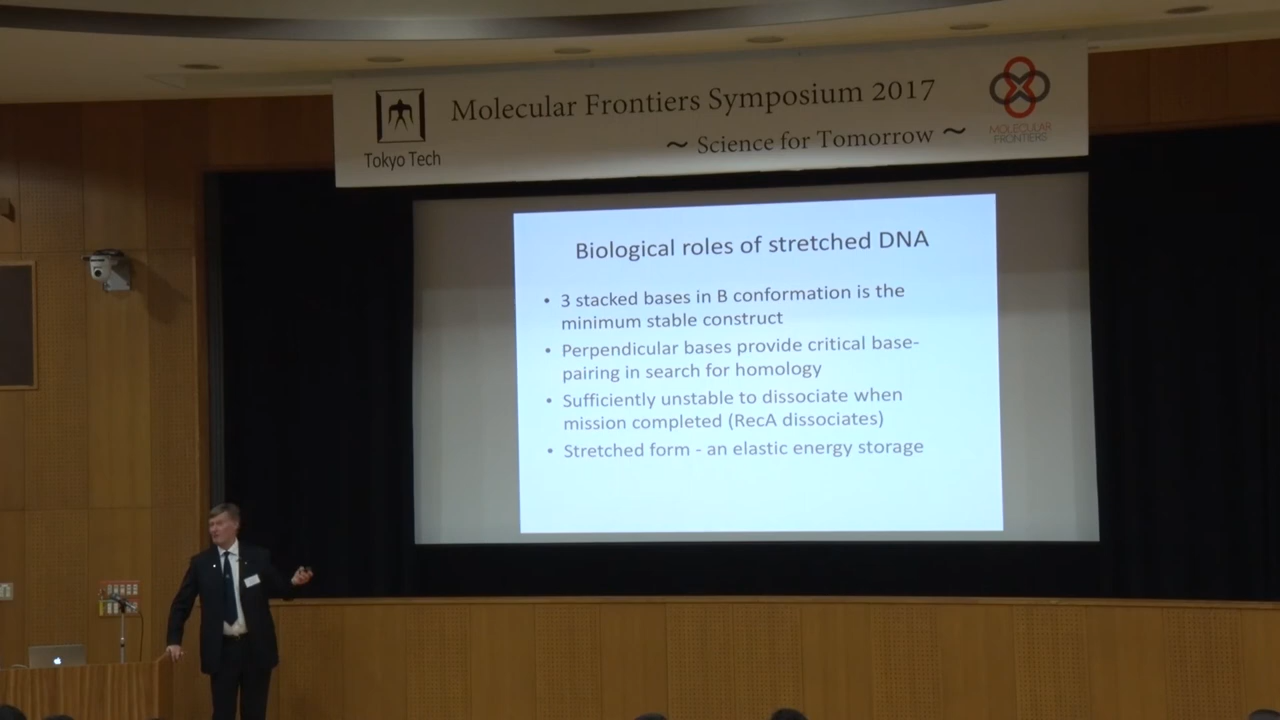 Molecular Frontiers Symposium 2017
~ Science for Tomorrow ~
Tokyo Tech
MOLECULAR
FRONTIERS
Biological roles of stretched DNA
• 3 stacked bases in B conformation is the
minimum stable construct
• Perpendicular bases provide critical base-
pairing in search for homology
• Sufficiently unstable to dissociate when
mission completed (RecA dissociates)
• Stretched form - an elastic energy storage